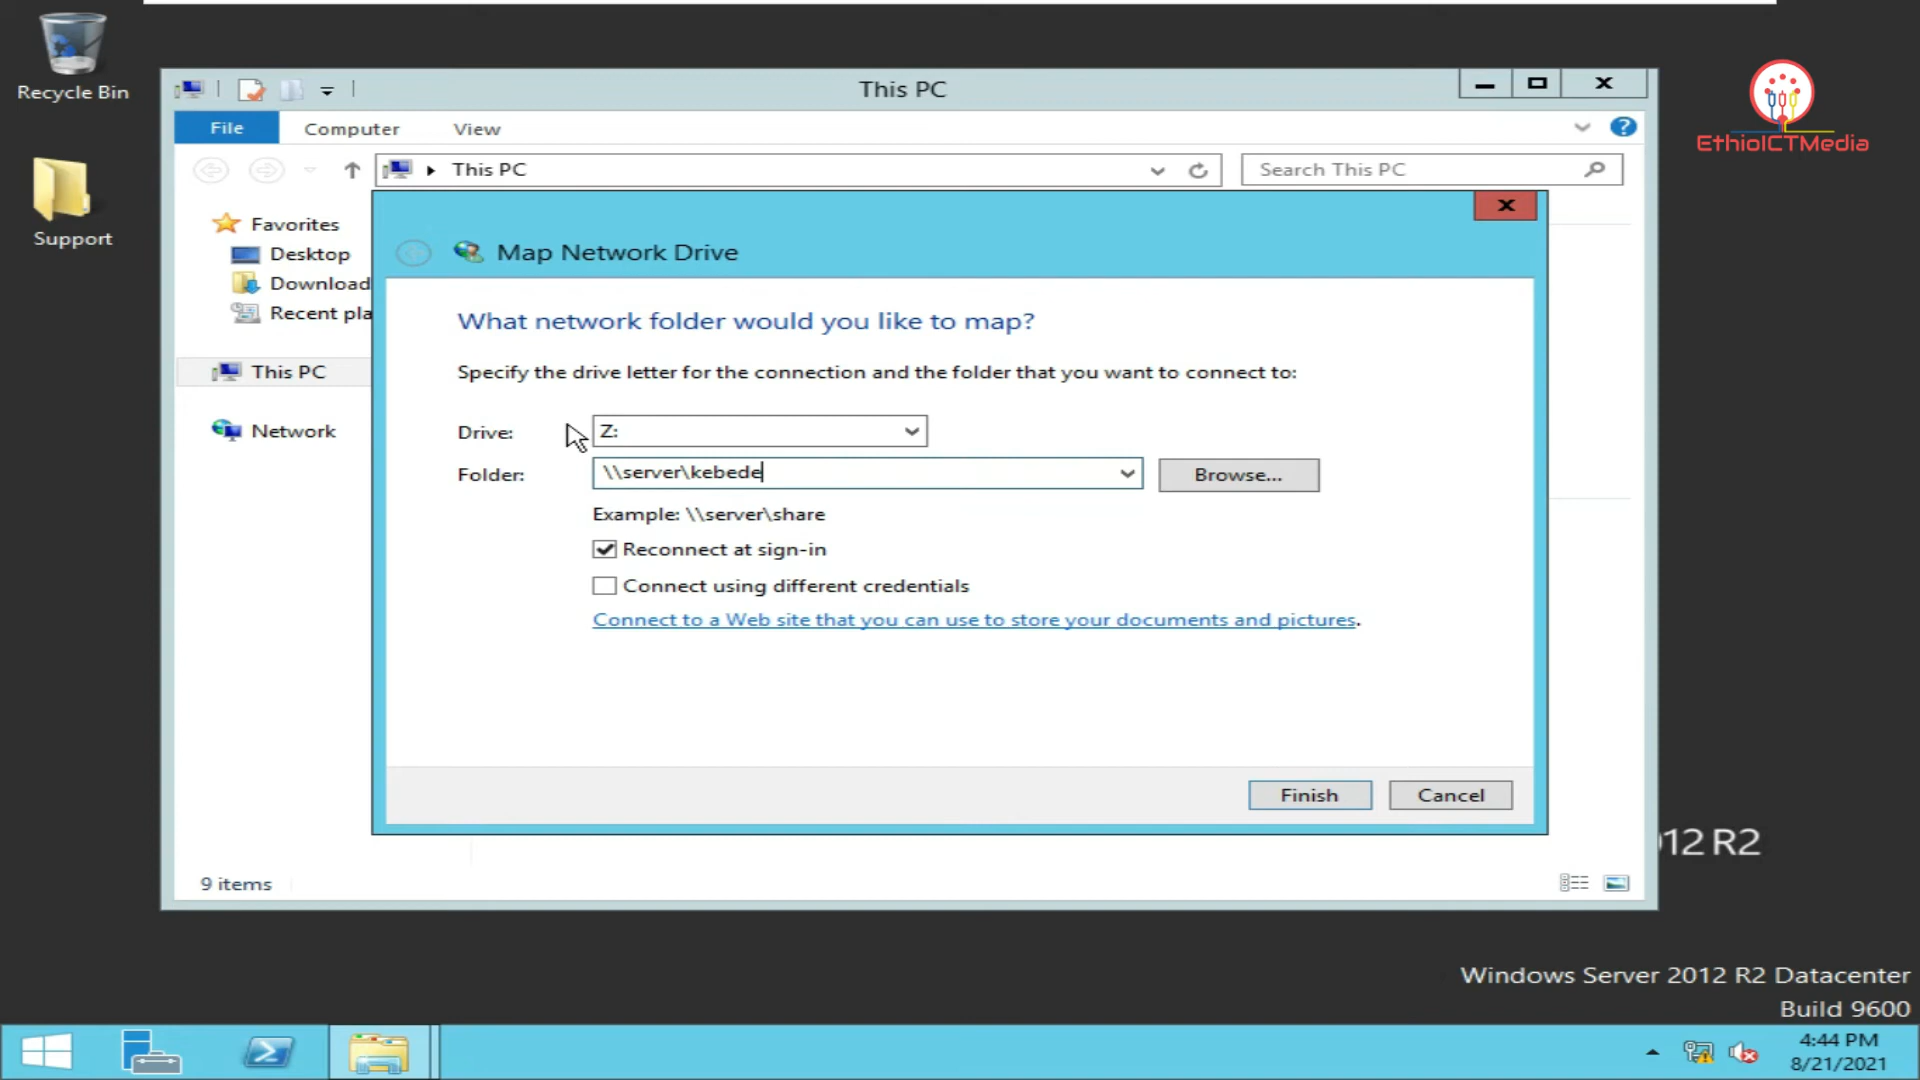 Recycle Bin
Support
This PC
File
Computer
View
This PC
Search This PC
EthioICTMedia
Favorites
Desktop
Download
Recent pla
This PC
Network
Map Network Drive
What network folder would you like to map?
Specify the drive letter for the connection and the folder that you want to connect to:
Drive:
Z:
Folder:
\\server\kebede
Browse...
Example: \\server\share
Reconnect at sign-in
Connect using different credentials
Connect to a Web site that you can use to store your documents and pictures.
Finish
Cancel
9 items
012 R2
Windows Server 2012 R2 Datacenter
Build 9600
4:44 PM
8/21/2021